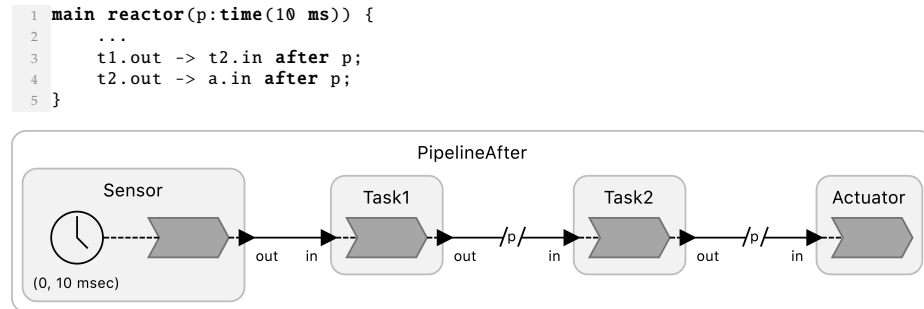 1 main reactor(p:time(10 ms)) {
2     ...
3     t1.out -> t2.in after p;
4     t2.out -> a.in after p;
5 }
PipelineAfter
Sensor
Task1
Task2
Actuator
p
p
out
in
out
in
out
in
(0, 10 msec)